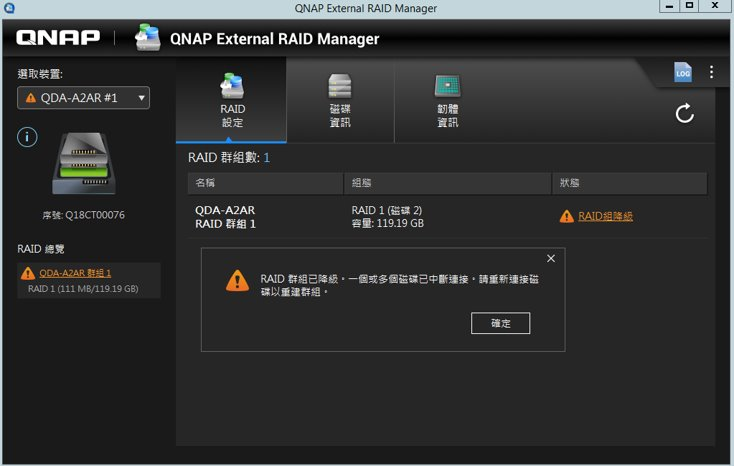 QNAP External RAID Manager
QNAP QNAP External RAID Manager
選取裝置:
QDA-A2AR #1
序號: Q18CT00076
RAID 總覽
QDA-A2AR 群組 1
RAID 1 (111 MB/119.19 GB)
RAID
設定
磁碟
資訊
韌體
資訊
LOG
RAID 群組數: 1
名稱 組態 狀態
QDA-A2AR
RAID 群組 1
RAID 1 (磁碟 2)
容量: 119.19 GB
RAID組降級
RAID 群組已降級。一個或多個磁碟已中斷連接。請重新連接磁
碟以重建群組。
確定